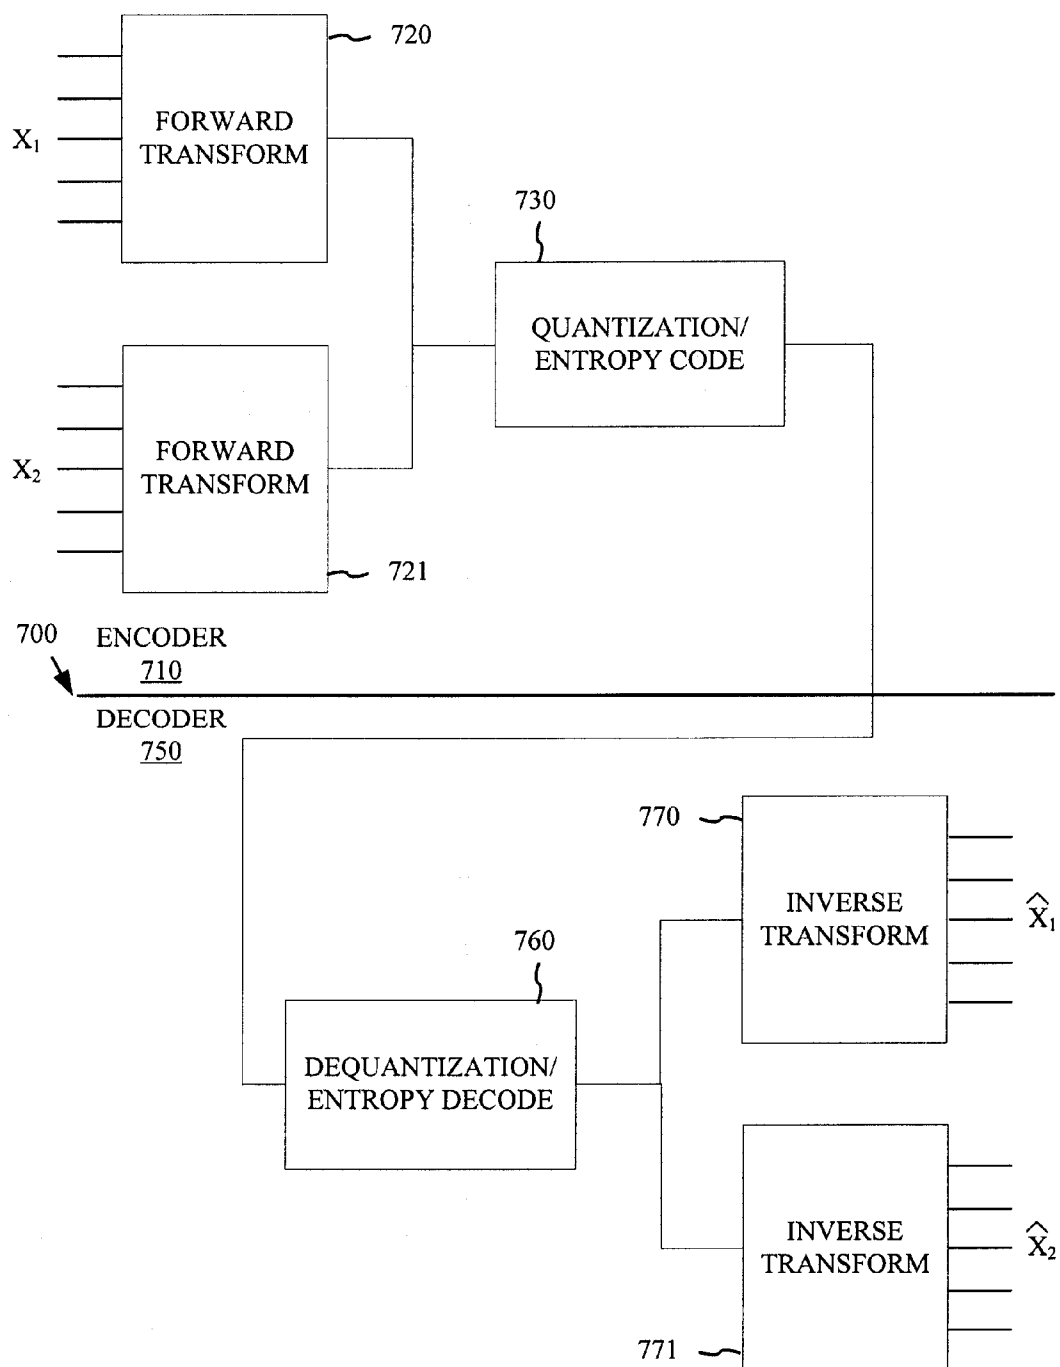 720
FORWARD
TRANSFORM
X₁
730
QUANTIZATION/
ENTROPY CODE
FORWARD
TRANSFORM
X₂
721
700
ENCODER
710
DECODER
750
770
INVERSE
TRANSFORM
X̂₁
760
DEQUANTIZATION/
ENTROPY DECODE
INVERSE
TRANSFORM
X̂₂
771